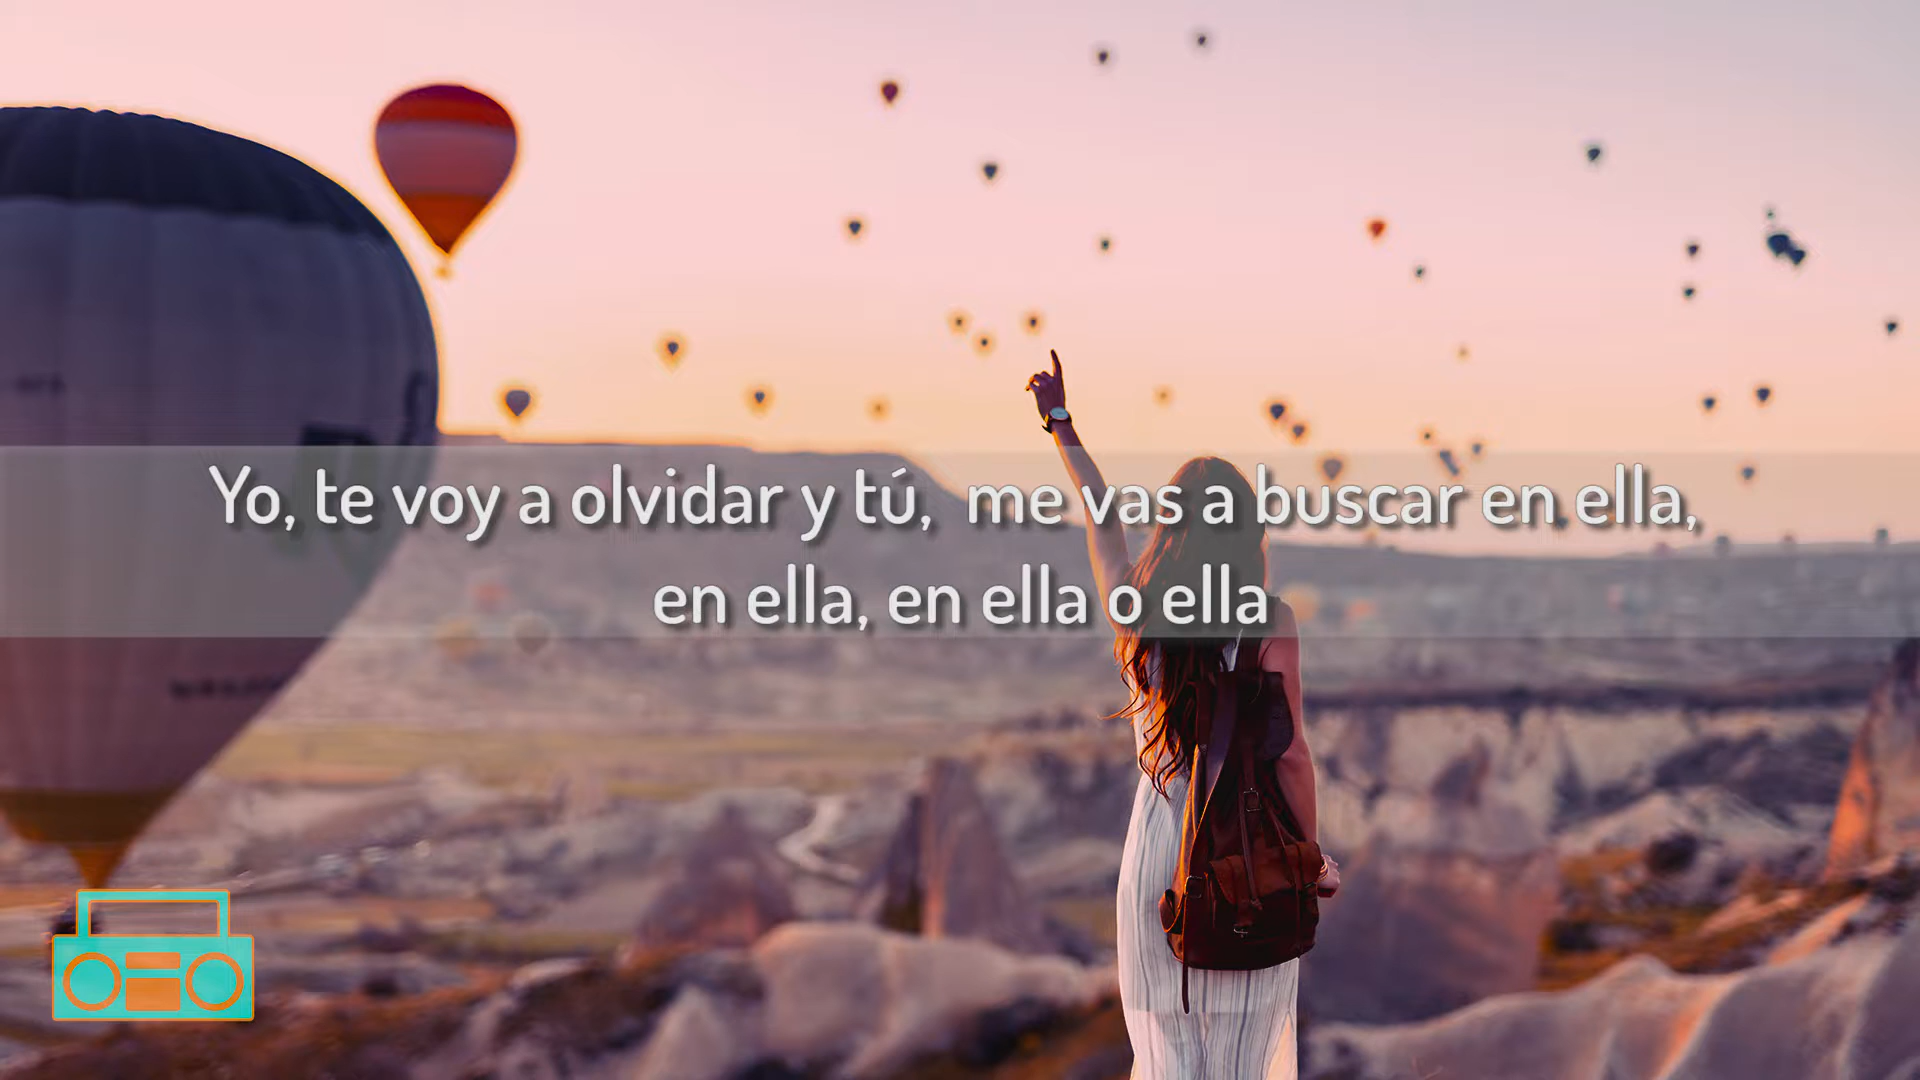 Yo, te voy a olvidar y tú,  me vas a buscar en ella,
en ella, en ella o ella